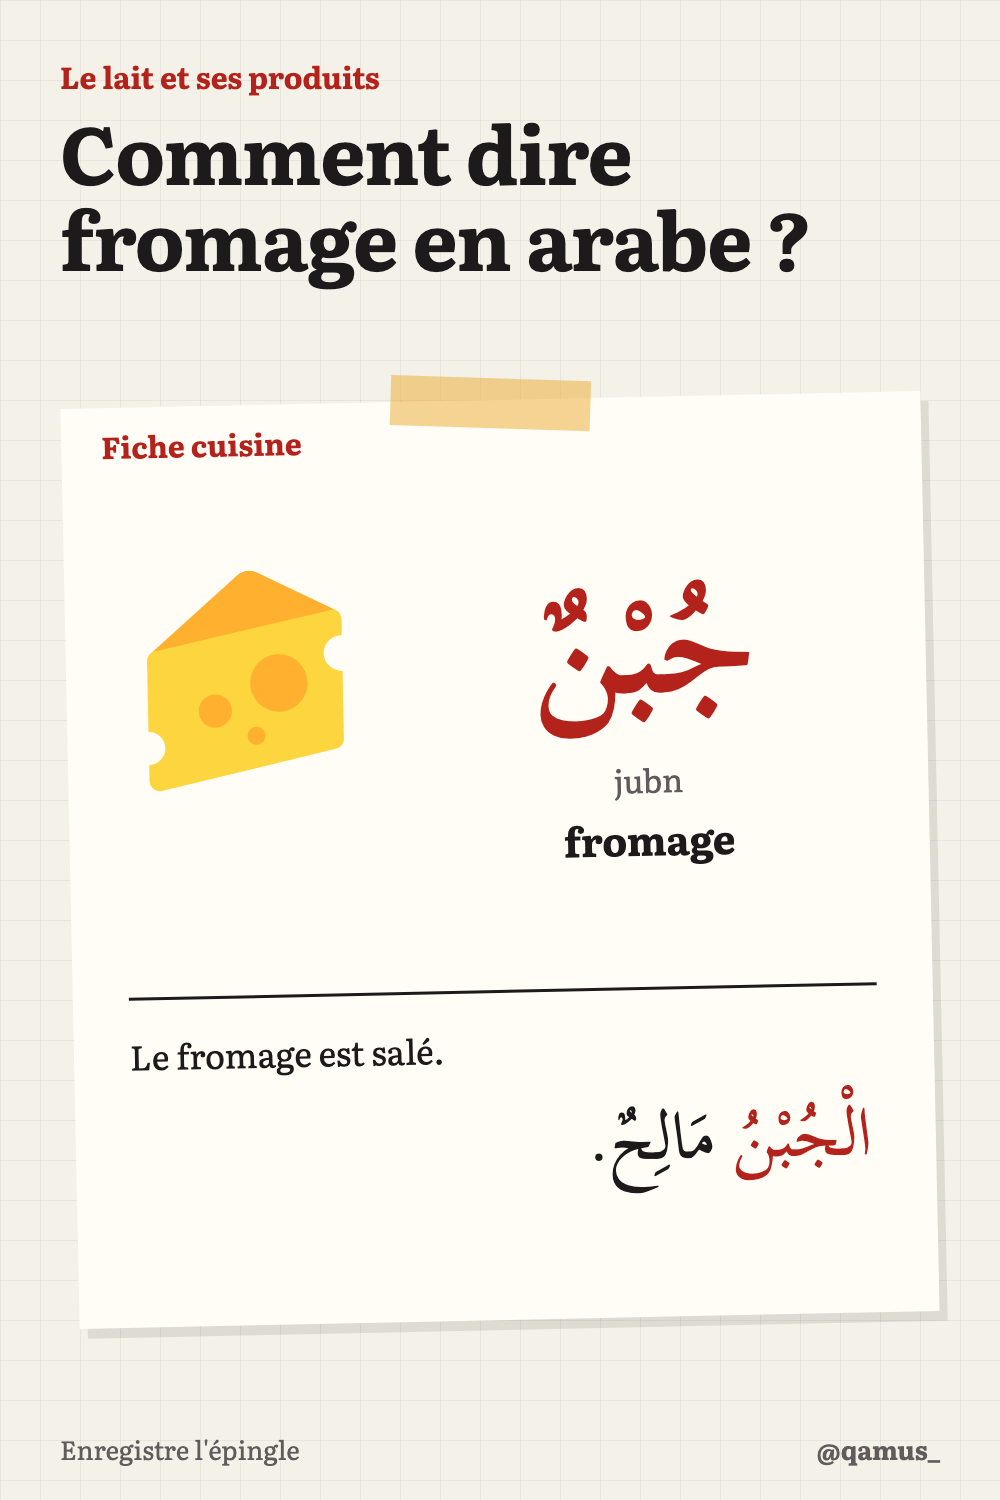 Le lait et ses produits
Comment dire
fromage en arabe ?
Fiche cuisine
جُبْنٌ
jubn
fromage
Le fromage est salé.
الْجُبْنُ مَالِحٌ.
Enregistre l'épingle
@qamus_